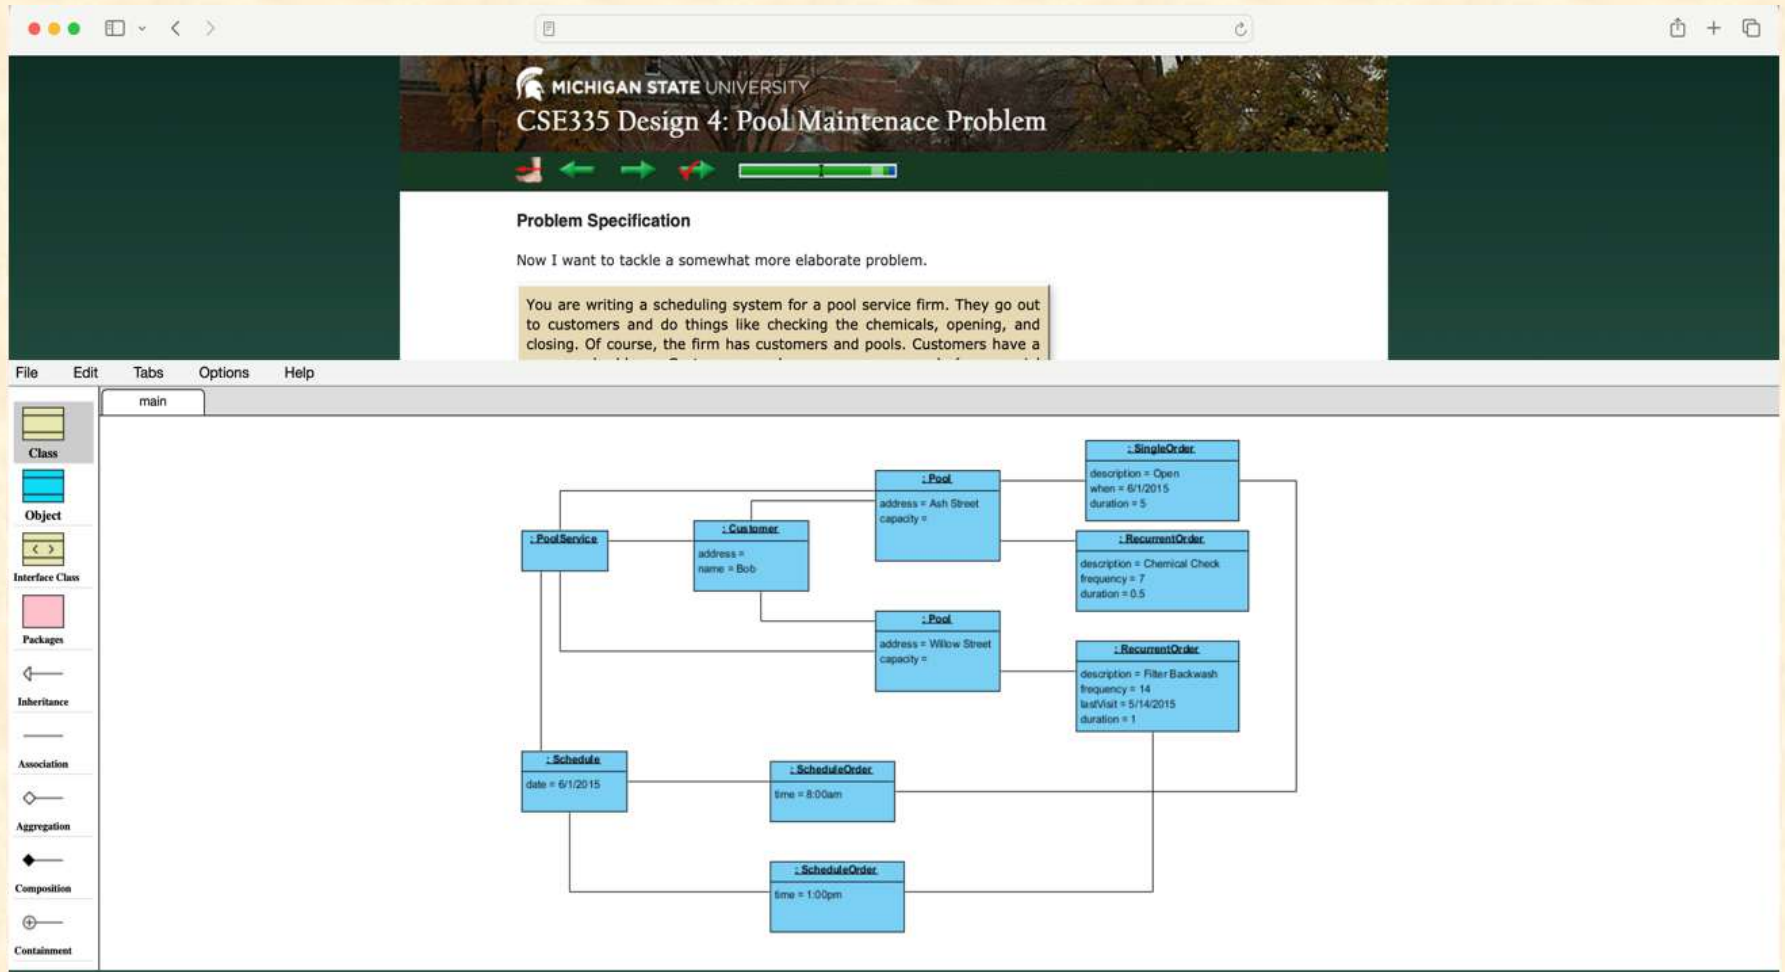 MICHIGAN STATE UNIVERSITY
CSE335 Design 4: Pool Maintenace Problem
Problem Specification
Now I want to tackle a somewhat more elaborate problem.
You are writing a scheduling system for a pool service firm. They go out
to customers and do things like checking the chemicals, opening, and
closing. Of course, the firm has customers and pools. Customers have a
File Edit Tabs Options Help
main
Class
Object
Interface Class
Packages
Inheritance
Association
Aggregation
Composition
Containment
: PoolService
: Customer
address =
name = Bob
: Pool
address = Ash Street
capacity =
: SingleOrder
description = Open
when = 6/1/2015
duration = 5
: RecurrentOrder
description = Chemical Check
frequency = 7
duration = 0.5
: Pool
address = Willow Street
capacity =
: RecurrentOrder
description = Filter Backwash
frequency = 14
lastVisit = 5/14/2015
duration = 1
: Schedule
date = 6/1/2015
: ScheduleOrder
time = 8:00am
: ScheduleOrder
time = 1:00pm